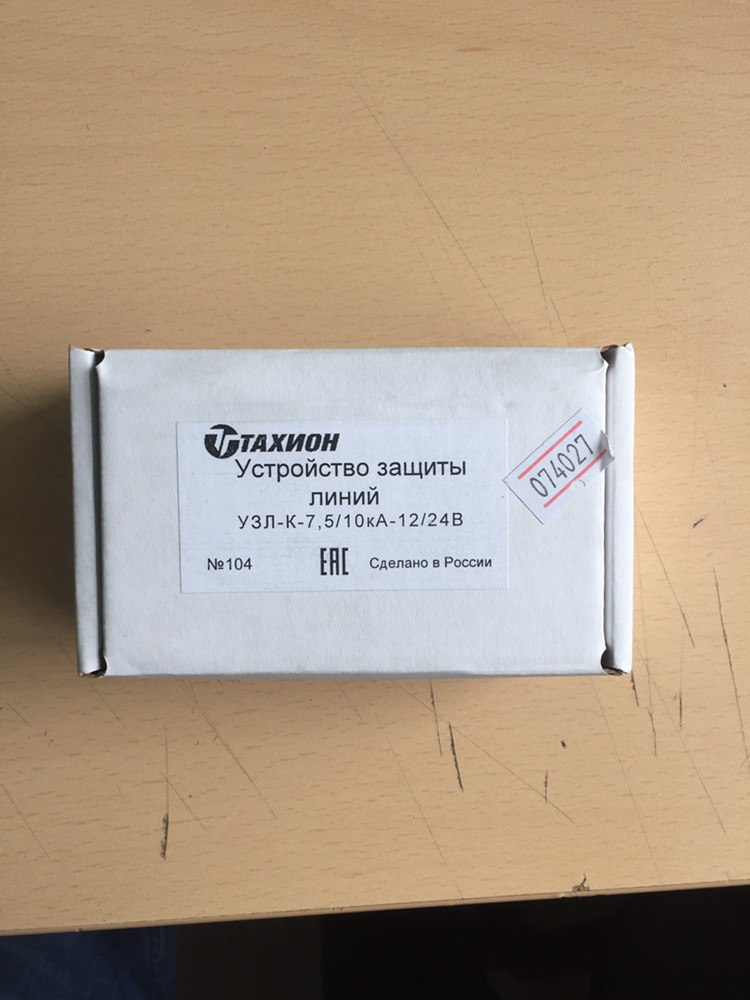 ТАХИОН
Устройство защиты
линий
УЗЛ-К-7,5/10кА-12/24В
№104 ЕАС Сделано в России
074027